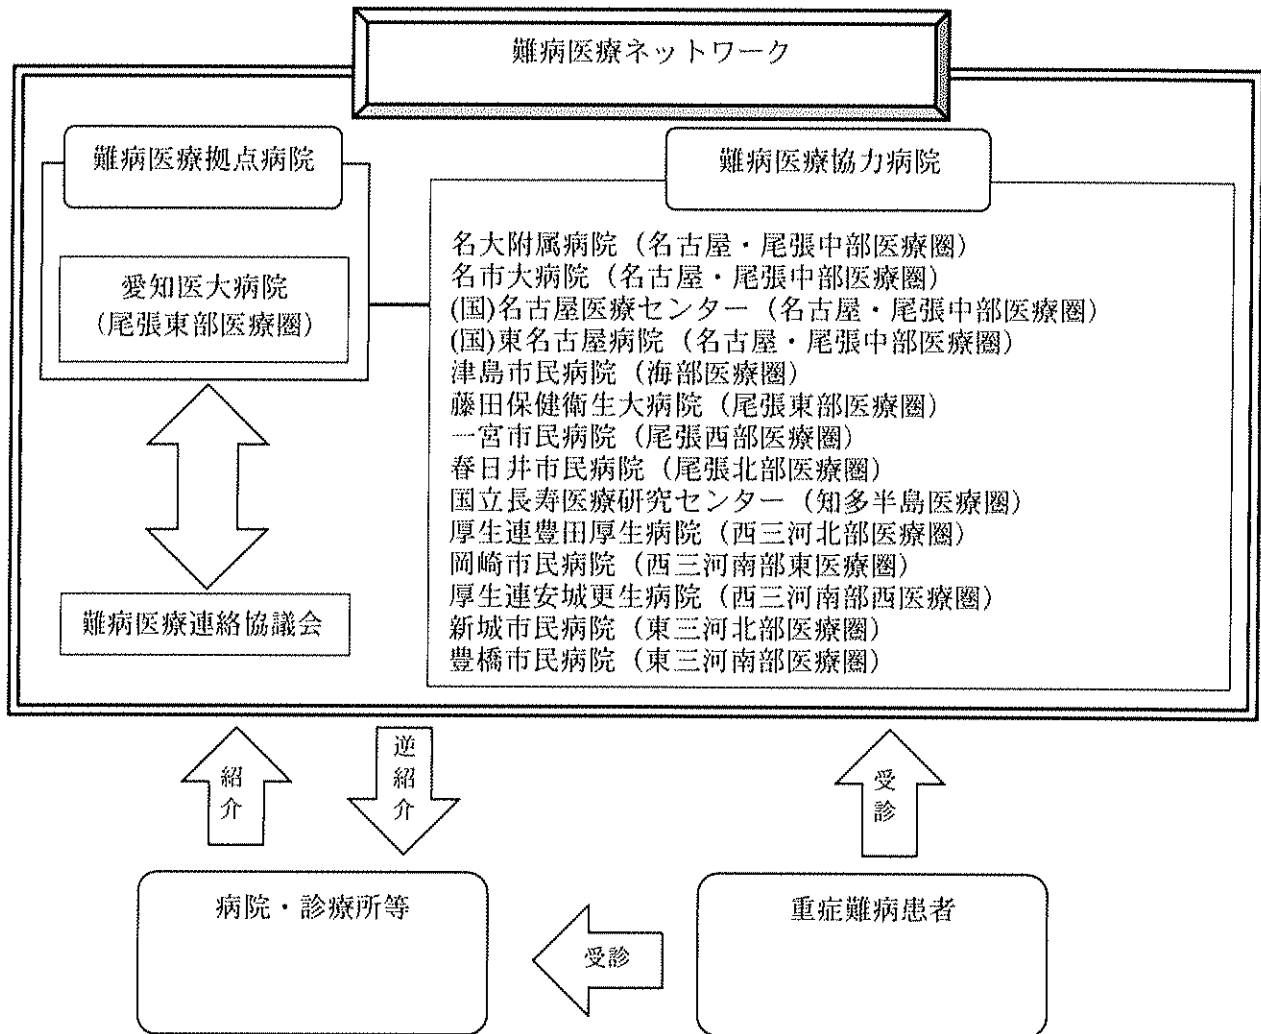 難病医療ネットワーク
難病医療拠点病院
愛知医大病院
(尾張東部医療圏)
難病医療連絡協議会
難病医療協力病院
名大附属病院（名古屋・尾張中部医療圏）
名市大病院（名古屋・尾張中部医療圏）
(国)名古屋医療センター（名古屋・尾張中部医療圏）
(国)東名古屋病院（名古屋・尾張中部医療圏）
津島市民病院（海部医療圏）
藤田保健衛生大病院（尾張東部医療圏）
一宮市民病院（尾張西部医療圏）
春日井市民病院（尾張北部医療圏）
国立長寿医療研究センター（知多半島医療圏）
厚生連豊田厚生病院（西三河北部医療圏）
岡崎市民病院（西三河南部東医療圏）
厚生連安城更生病院（西三河南部西医療圏）
新城市民病院（東三河北部医療圏）
豊橋市民病院（東三河南部医療圏）
紹介
逆紹介
受診
病院・診療所等
受診
重症難病患者